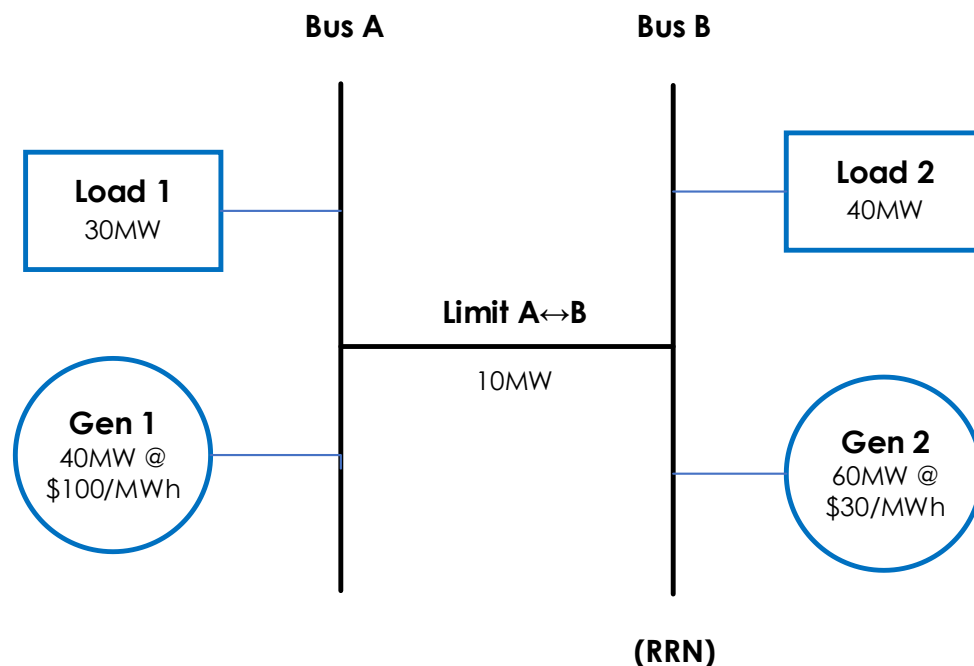 Bus A
Bus B
Load 1
30MW
Load 2
40MW
Limit A↔B
10MW
Gen 1
40MW @
$100/MWh
Gen 2
60MW @
$30/MWh
(RRN)